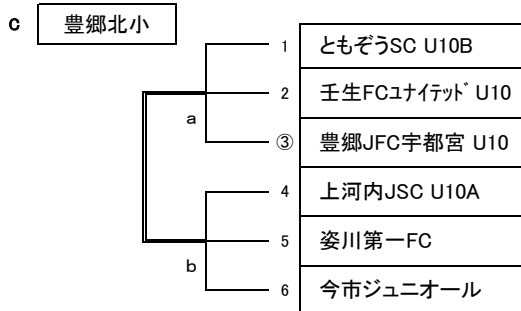 c 豊郷北小
1 ともぞうSC U10B
2 壬生FCﾕﾅｲﾃｯﾄﾞ U10
a
③ 豊郷JFC宇都宮 U10
4 上河内JSC U10A
5 姿川第一FC
b
6 今市ジュニオール